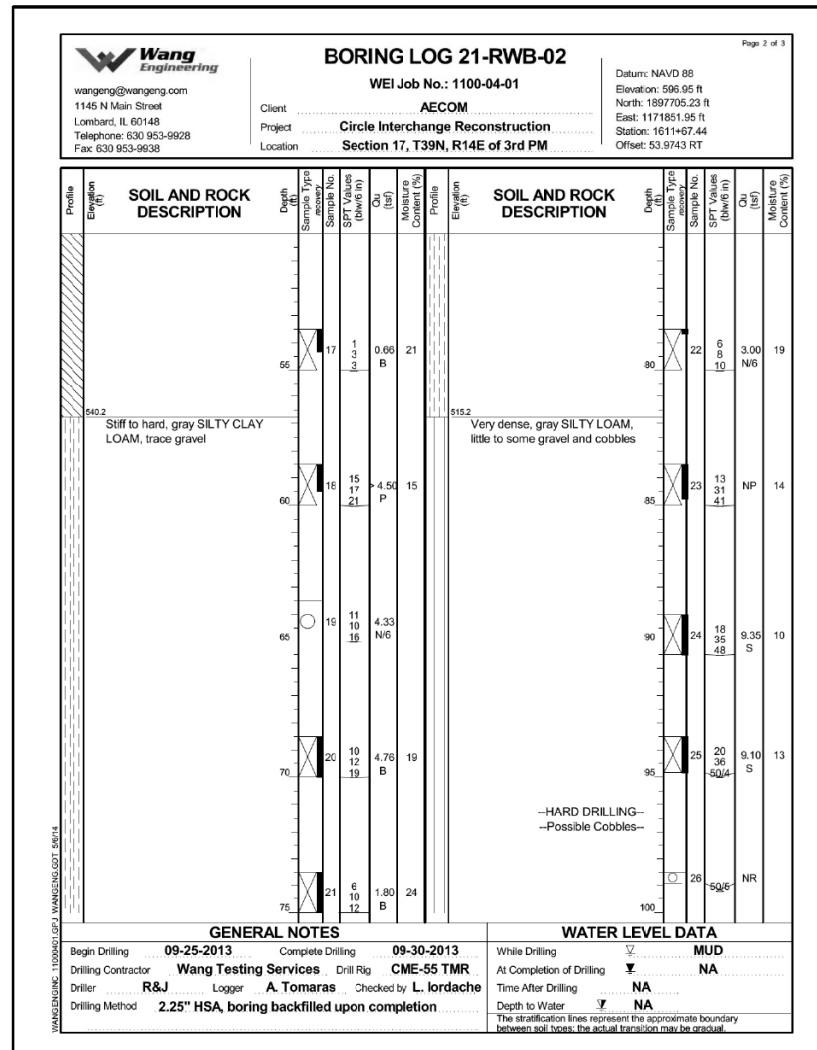 Page 2 of 3
Wang
Engineering
wangeng@wangeng.com
1145 N Main Street
Lombard, IL 60148
Telephone: 630 953-9928
Fax: 630 953-9938
BORING LOG 21-RWB-02
WEI Job No.: 1100-04-01
Client AECOM
Project Circle Interchange Reconstruction
Location Section 17, T39N, R14E of 3rd PM
Datum: NAVD 88
Elevation: 596.95 ft
North: 1897705.23 ft
East: 1171851.95 ft
Station: 1611+67.44
Offset: 53.9743 RT
Profile
Elevation (ft)
SOIL AND ROCK
DESCRIPTION
Depth (ft)
Sample Type
recovery
Sample No.
SPT Values (blw/6 in)
Qu (tsf)
Moisture Content (%)
Profile
Elevation (ft)
SOIL AND ROCK
DESCRIPTION
Depth (ft)
Sample Type
recovery
Sample No.
SPT Values (blw/6 in)
Qu (tsf)
Moisture Content (%)
55
17
1
3
3
0.66
B
21
540.2
Stiff to hard, gray SILTY CLAY
LOAM, trace gravel
60
18
15
17
21
> 4.50
P
15
65
19
11
10
16
4.33
N/6
70
20
10
12
19
4.76
B
19
75
21
6
10
12
1.80
B
24
80
22
6
8
10
3.00
N/6
19
515.2
Very dense, gray SILTY LOAM,
little to some gravel and cobbles
85
23
13
31
41
NP
14
90
24
18
35
48
9.35
S
10
95
25
20
36
50/4
9.10
S
13
--HARD DRILLING--
--Possible Cobbles--
100
26
50/5
NR
GENERAL NOTES
Begin Drilling 09-25-2013 Complete Drilling 09-30-2013
Drilling Contractor Wang Testing Services Drill Rig CME-55 TMR
Driller R&J Logger A. Tomaras Checked by L. Iordache
Drilling Method 2.25" HSA, boring backfilled upon completion
WATER LEVEL DATA
While Drilling MUD
At Completion of Drilling NA
Time After Drilling NA
Depth to Water NA
The stratification lines represent the approximate boundary
between soil types; the actual transition may be gradual.
WANGENGINC 11000401.GPJ WANGENG.GDT 5/6/14